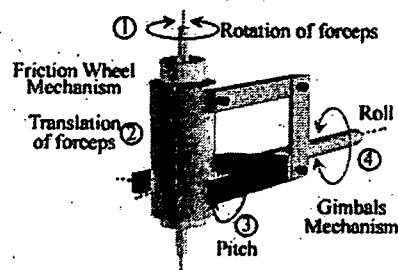 ① Rotation of forceps
Friction Wheel
Mechanism
Translation
of forceps ②
Roll
④
③
Pitch
Gimbals
Mechanism